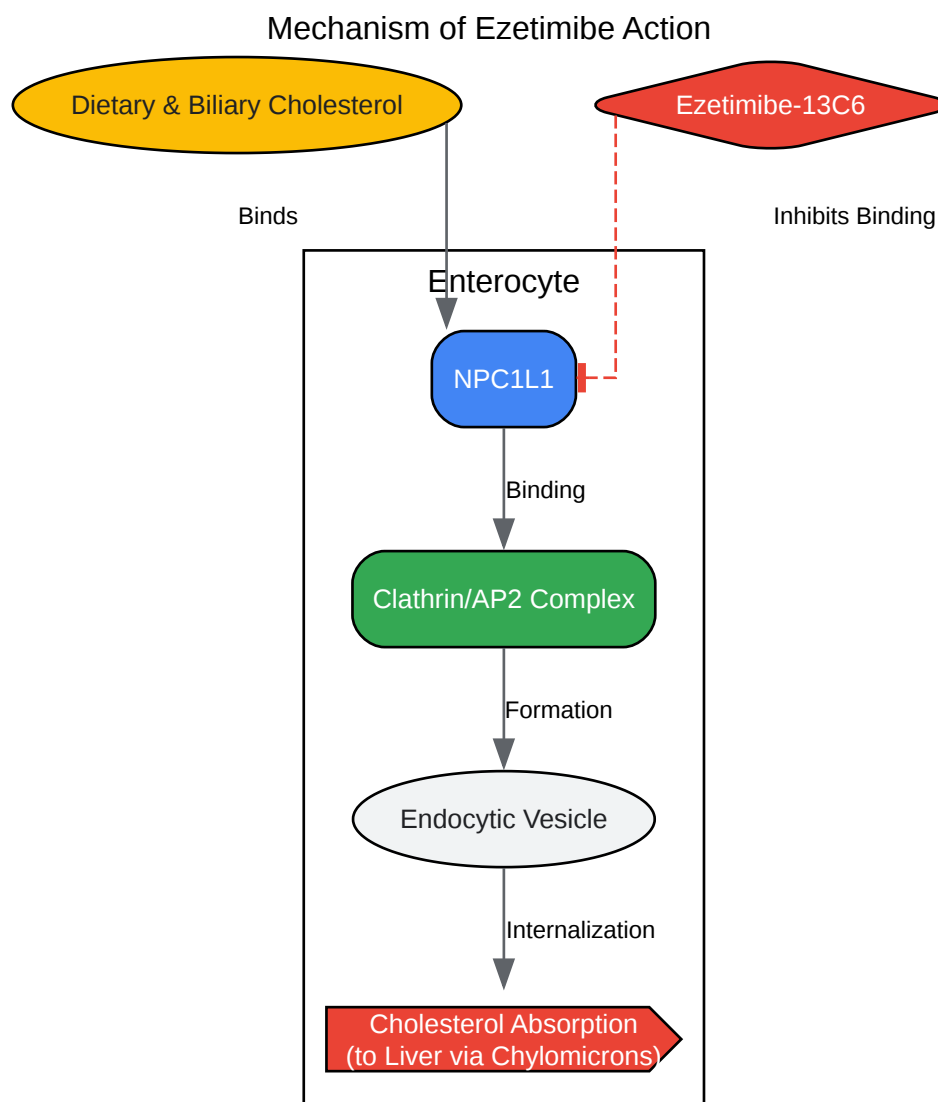 Mechanism of Ezetimibe Action
Dietary & Biliary Cholesterol
Ezetimibe-13C6
Binds
Inhibits Binding
Enterocyte
NPC1L1
Binding
Clathrin/AP2 Complex
Formation
Endocytic Vesicle
Internalization
Cholesterol Absorption
(to Liver via Chylomicrons)